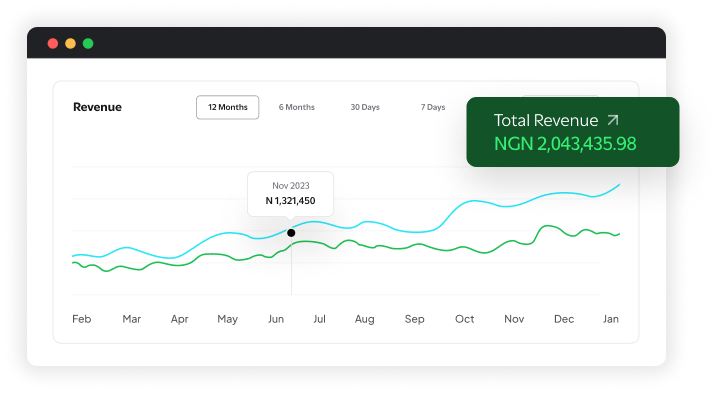 Revenue
12 Months
6 Months
30 Days
7 Days
Total Revenue
NGN 2,043,435.98
Nov 2023
N 1,321,450
Feb Mar Apr May Jun Jul Aug Sep Oct Nov Dec Jan